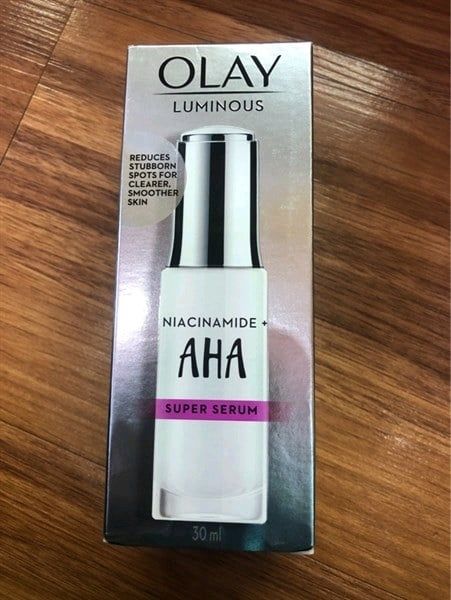 OLAY
LUMINOUS
REDUCES
STUBBORN
SPOTS FOR
CLEARER,
SMOOTHER
SKIN
NIACINAMIDE +
AHA
SUPER SERUM
30 ml